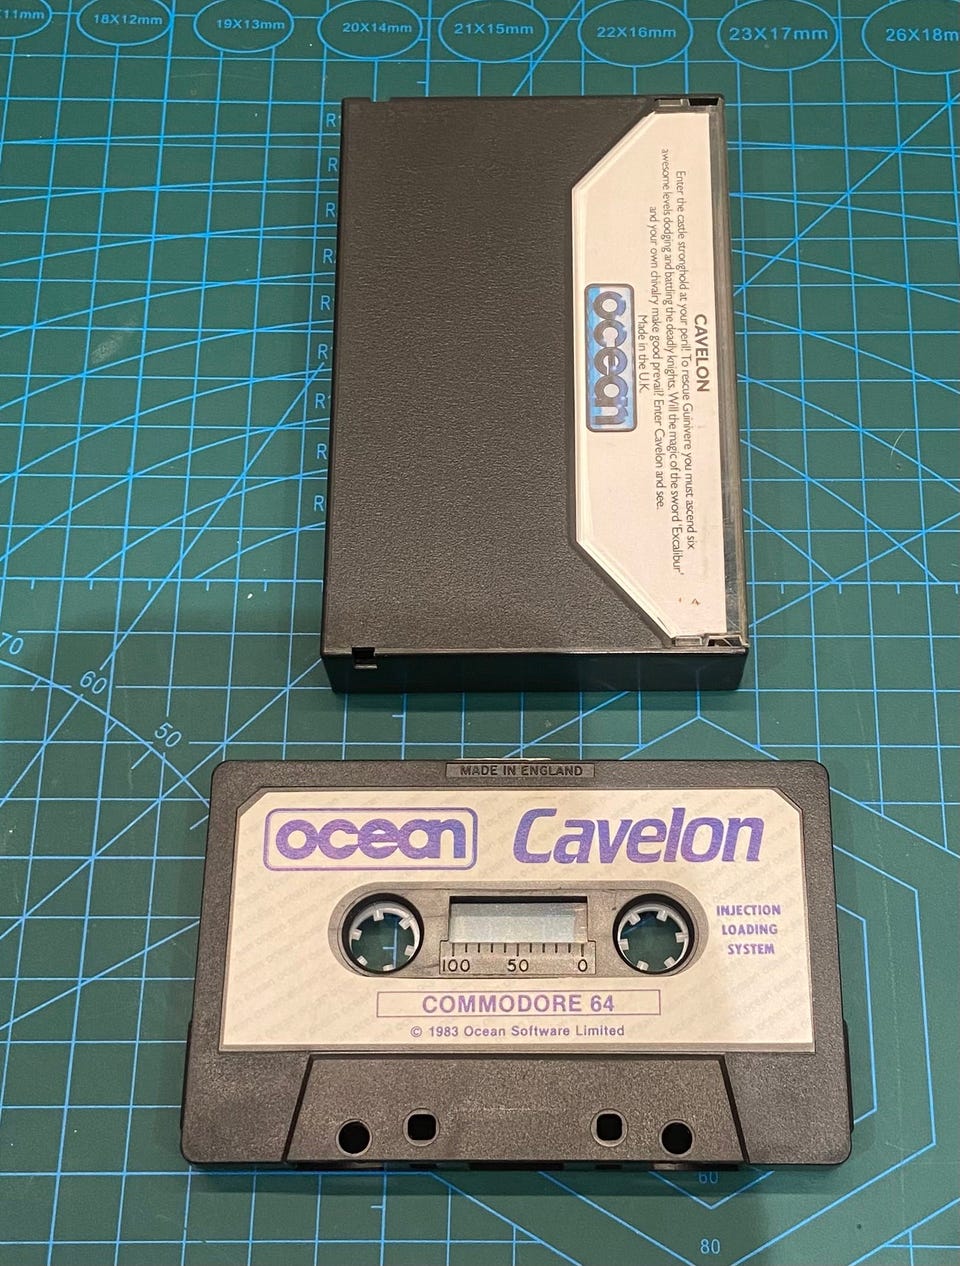 11mm
18X12mm
19X13mm
20X14mm
21X15mm
22X16mm
23X17mm
26X18m
CAVELON
Enter the castle stronghold at your peril! To rescue Guinivere you must ascend six
awesome levels dodging and battling the deadly knights. Will the magic of the sword 'Excalibur'
and your own chivalry make good prevail? Enter Cavelon and see.
Made in the U.K.
ocean
70
60
50
MADE IN ENGLAND
ocean Cavelon
INJECTION
LOADING
SYSTEM
100 50 0
COMMODORE 64
© 1983 Ocean Software Limited
60
80